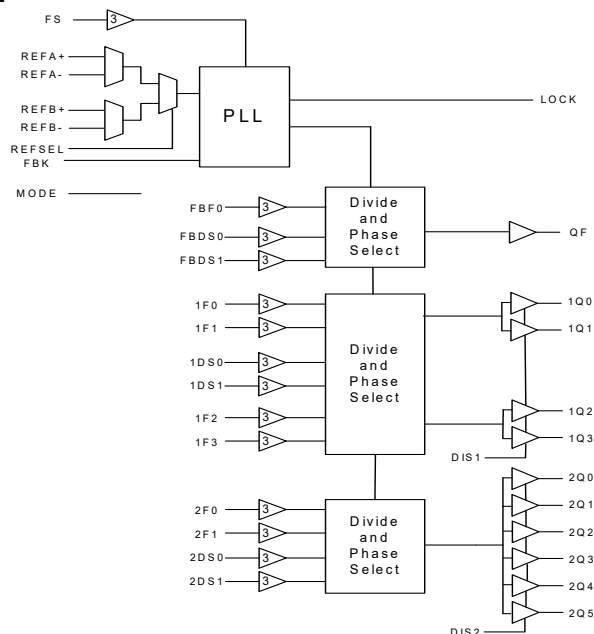 FS 3
REFA+
REFA-
REFB+
REFB-
REFSEL
FBK
MODE
PLL
LOCK
FBF0 3
FBDS0 3
FBDS1 3
Divide
and
Phase
Select
QF
1F0 3
1F1 3
1DS0 3
1DS1 3
1F2 3
1F3 3
Divide
and
Phase
Select
1Q0
1Q1
1Q2
1Q3
DIS1
2F0 3
2F1 3
2DS0 3
2DS1 3
Divide
and
Phase
Select
2Q0
2Q1
2Q2
2Q3
2Q4
2Q5
DIS2